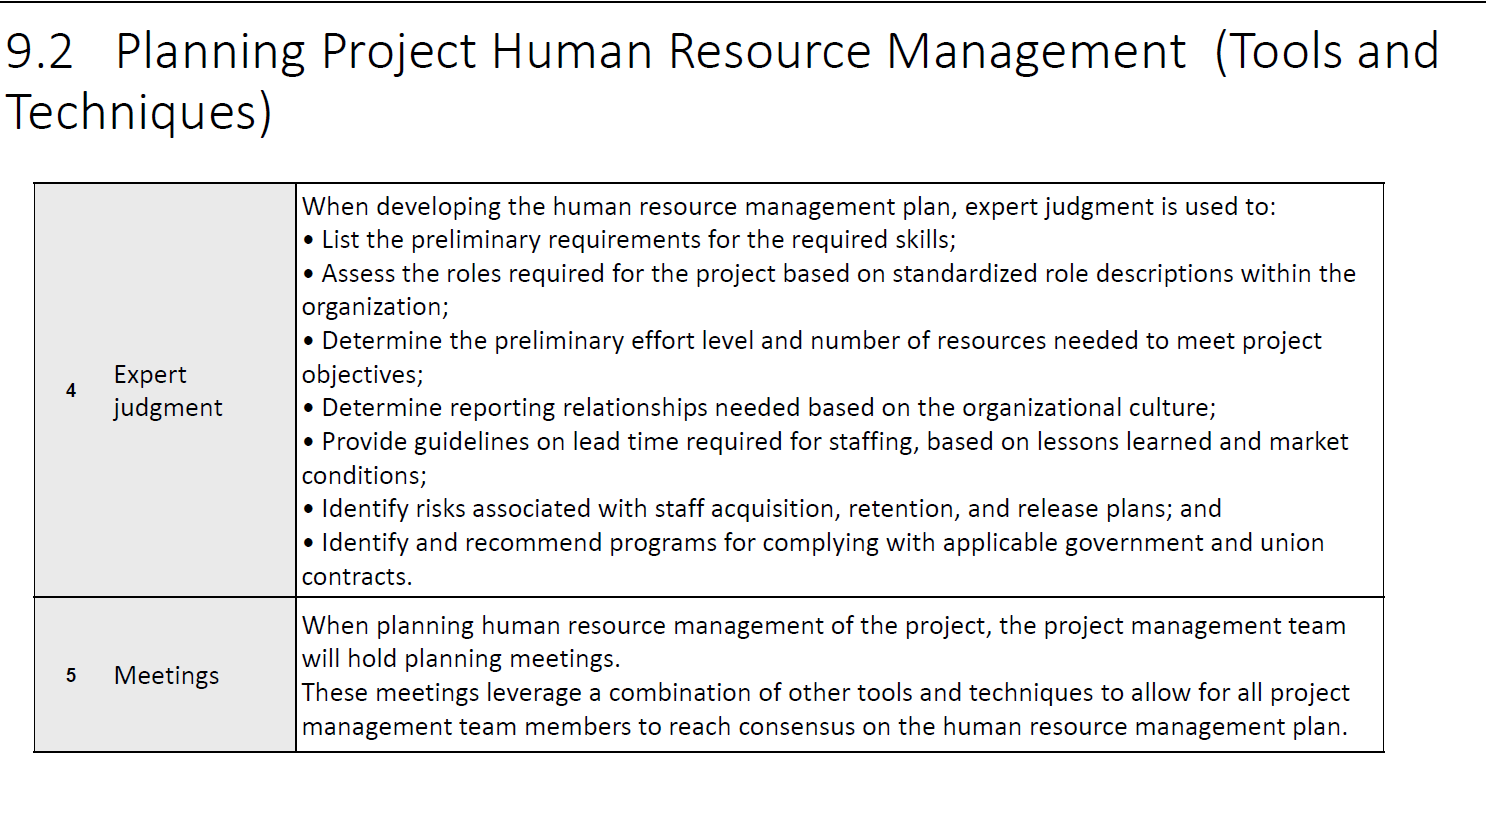 9.2 Planning Project Human Resource Management (Tools and
Techniques)
4 Expert
judgment
When developing the human resource management plan, expert judgment is used to:
• List the preliminary requirements for the required skills;
• Assess the roles required for the project based on standardized role descriptions within the
organization;
• Determine the preliminary effort level and number of resources needed to meet project
objectives;
• Determine reporting relationships needed based on the organizational culture;
• Provide guidelines on lead time required for staffing, based on lessons learned and market
conditions;
• Identify risks associated with staff acquisition, retention, and release plans; and
• Identify and recommend programs for complying with applicable government and union
contracts.
5 Meetings
When planning human resource management of the project, the project management team
will hold planning meetings.
These meetings leverage a combination of other tools and techniques to allow for all project
management team members to reach consensus on the human resource management plan.